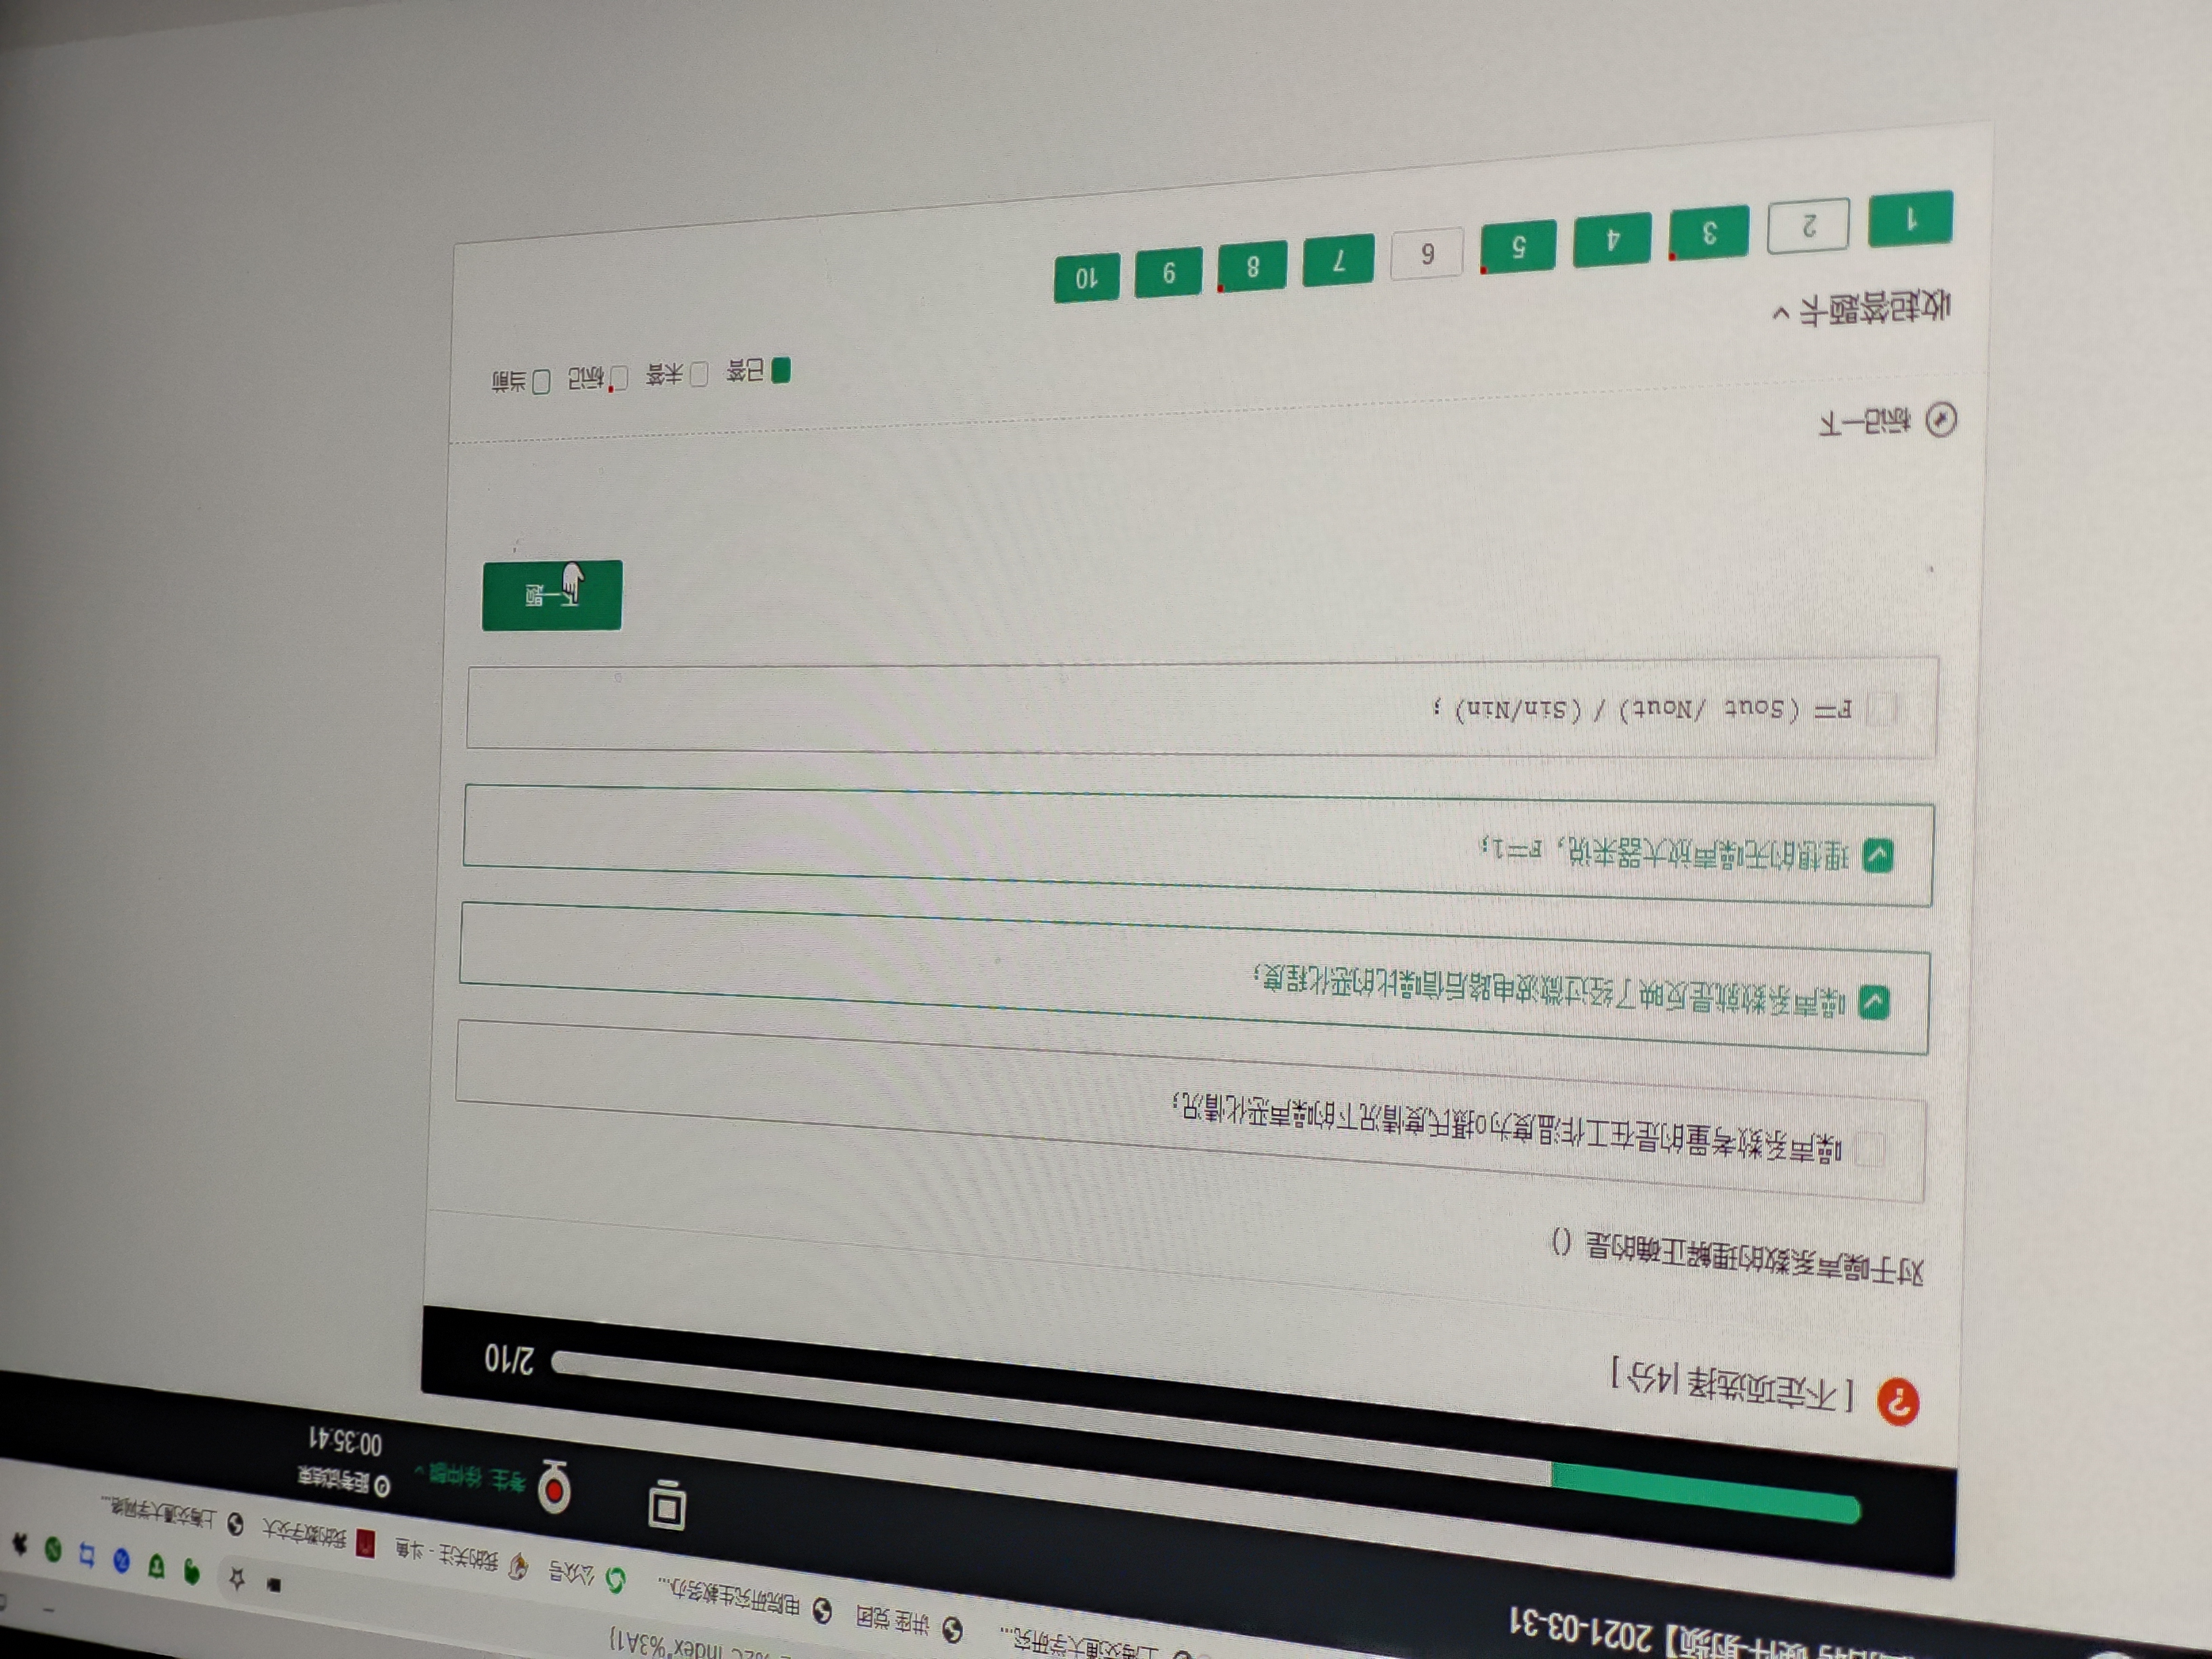 %2C"index"%3A1}
上海交通大学研究...
讲座 党团
电院研究生教务办...
公众号
我的关注 - 斗鱼
我的数字交大
上海交通大学网络...
硬件-射频】2021-03-31
考生:
距考试结束
00:35:41
2/10
?
[ 不定项选择 |4分 ]
对于噪声系数的理解正确的是（）
噪声系数考量的是在工作温度为0摄氏度情况下的噪声恶化情况；
噪声系数就是反映了经过微波电路后信噪比的恶化程度；
理想的无噪声放大器来说，F＝1；
F＝（Sout /Nout）/（Sin/Nin）；
下一题
标记一下
已答 未答 标记 当前
收起答题卡
1 2 3 4 5 6 7 8 9 10